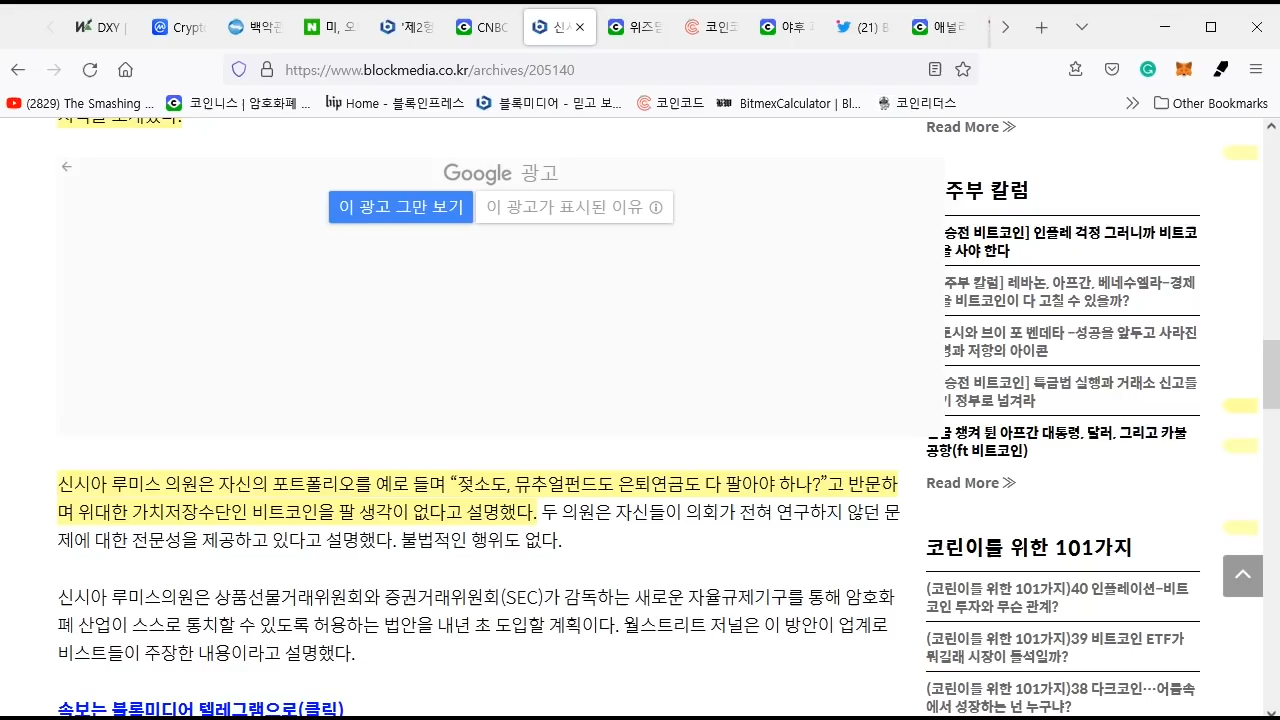 DXY
Crypt
백악관
미, 오
'제2형
CNBC
신시
위즈덤
코인코
야후
(21) B
애널리
https://www.blockmedia.co.kr/archives/205140
(2829) The Smashing ...
코인니스 | 암호화폐 ...
bip Home - 블록인프레스
블록미디어 - 믿고 보...
코인코드
BitmexCalculator | Bl...
코인리더스
Other Bookmarks
Google 광고
이 광고 그만 보기
이 광고가 표시된 이유
신시아 루미스 의원은 자신의 포트폴리오를 예로 들며 “젖소도, 뮤추얼펀드도 은퇴연금도 다 팔아야 하나?”고 반문하
며 위대한 가치저장수단인 비트코인을 팔 생각이 없다고 설명했다. 두 의원은 자신들이 의회가 전혀 연구하지 않던 문
제에 대한 전문성을 제공하고 있다고 설명했다. 불법적인 행위도 없다.
신시아 루미스의원은 상품선물거래위원회와 증권거래위원회(SEC)가 감독하는 새로운 자율규제기구를 통해 암호화
폐 산업이 스스로 통치할 수 있도록 허용하는 법안을 내년 초 도입할 계획이다. 월스트리트 저널은 이 방안이 업계로
비스트들이 주장한 내용이라고 설명했다.
속보는 블록미디어 텔레그램으로(클릭)
Read More ≫
주부 칼럼
승전 비트코인] 인플레 걱정 그러니까 비트코
을 사야 한다
주부 칼럼] 레바논, 아프간, 베네수엘라-경제
을 비트코인이 다 고칠 수 있을까?
토시와 브이 포 벤데타 -성공을 앞두고 사라진
명과 저항의 아이콘
승전 비트코인] 특금법 실행과 거래소 신고들
기 정부로 넘겨라
챙겨 튄 아프간 대통령, 달러, 그리고 카불
공항(ft 비트코인)
Read More ≫
코린이를 위한 101가지
(코린이들 위한 101가지)40 인플레이션-비트
코인 투자와 무슨 관계?
(코린이들 위한 101가지)39 비트코인 ETF가
뭐길래 시장이 들석일까?
(코린이들 위한 101가지)38 다크코인…어둠속
에서 성장하는 넌 누구냐?